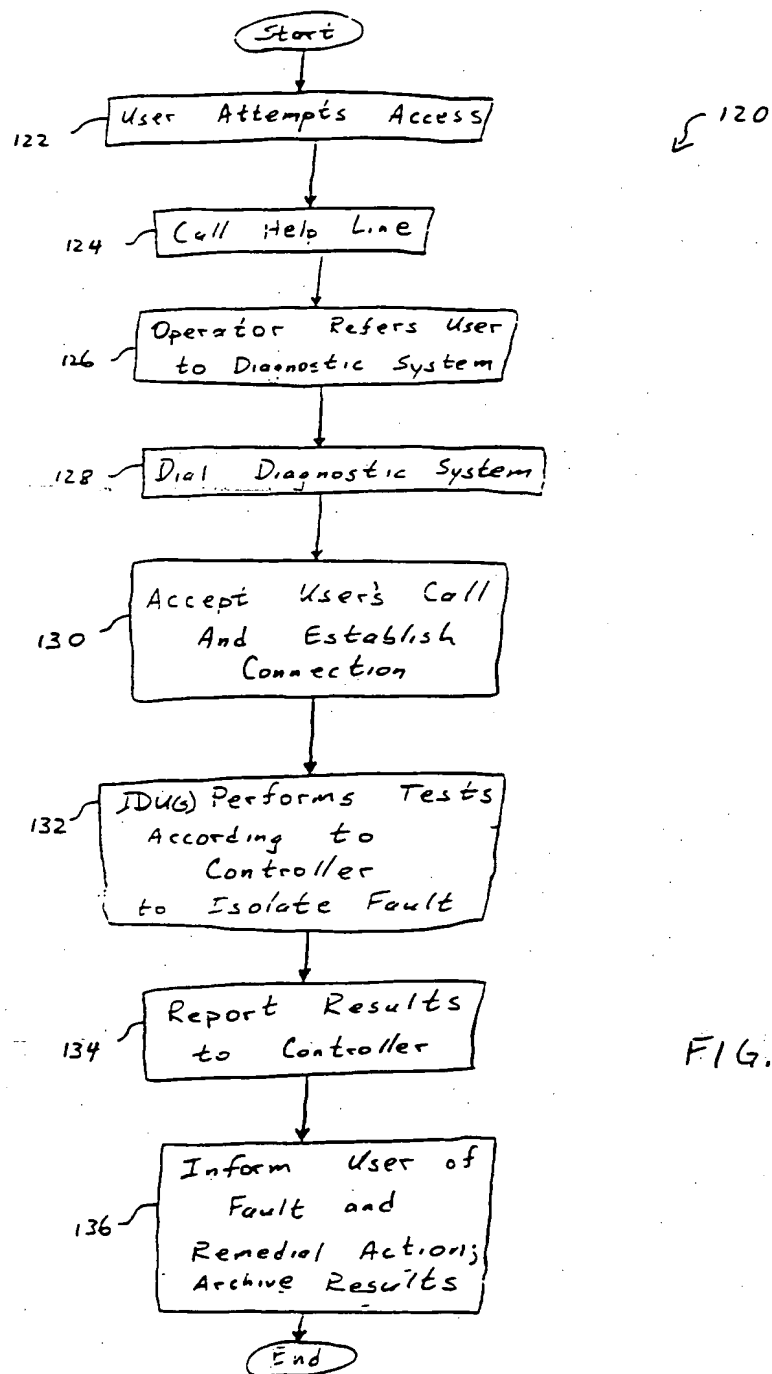 Start
User Attempts Access
122
120
Call Help Line
124
Operator Refers User
to Diagnostic System
126
Dial Diagnostic System
128
Accept User's Call
And Establish
Connection
130
IDU(s) Performs Tests
According to
Controller
to Isolate Fault
132
Report Results
to Controller
134
FIG.
Inform User of
Fault and
Remedial Action;
Archive Results
136
End